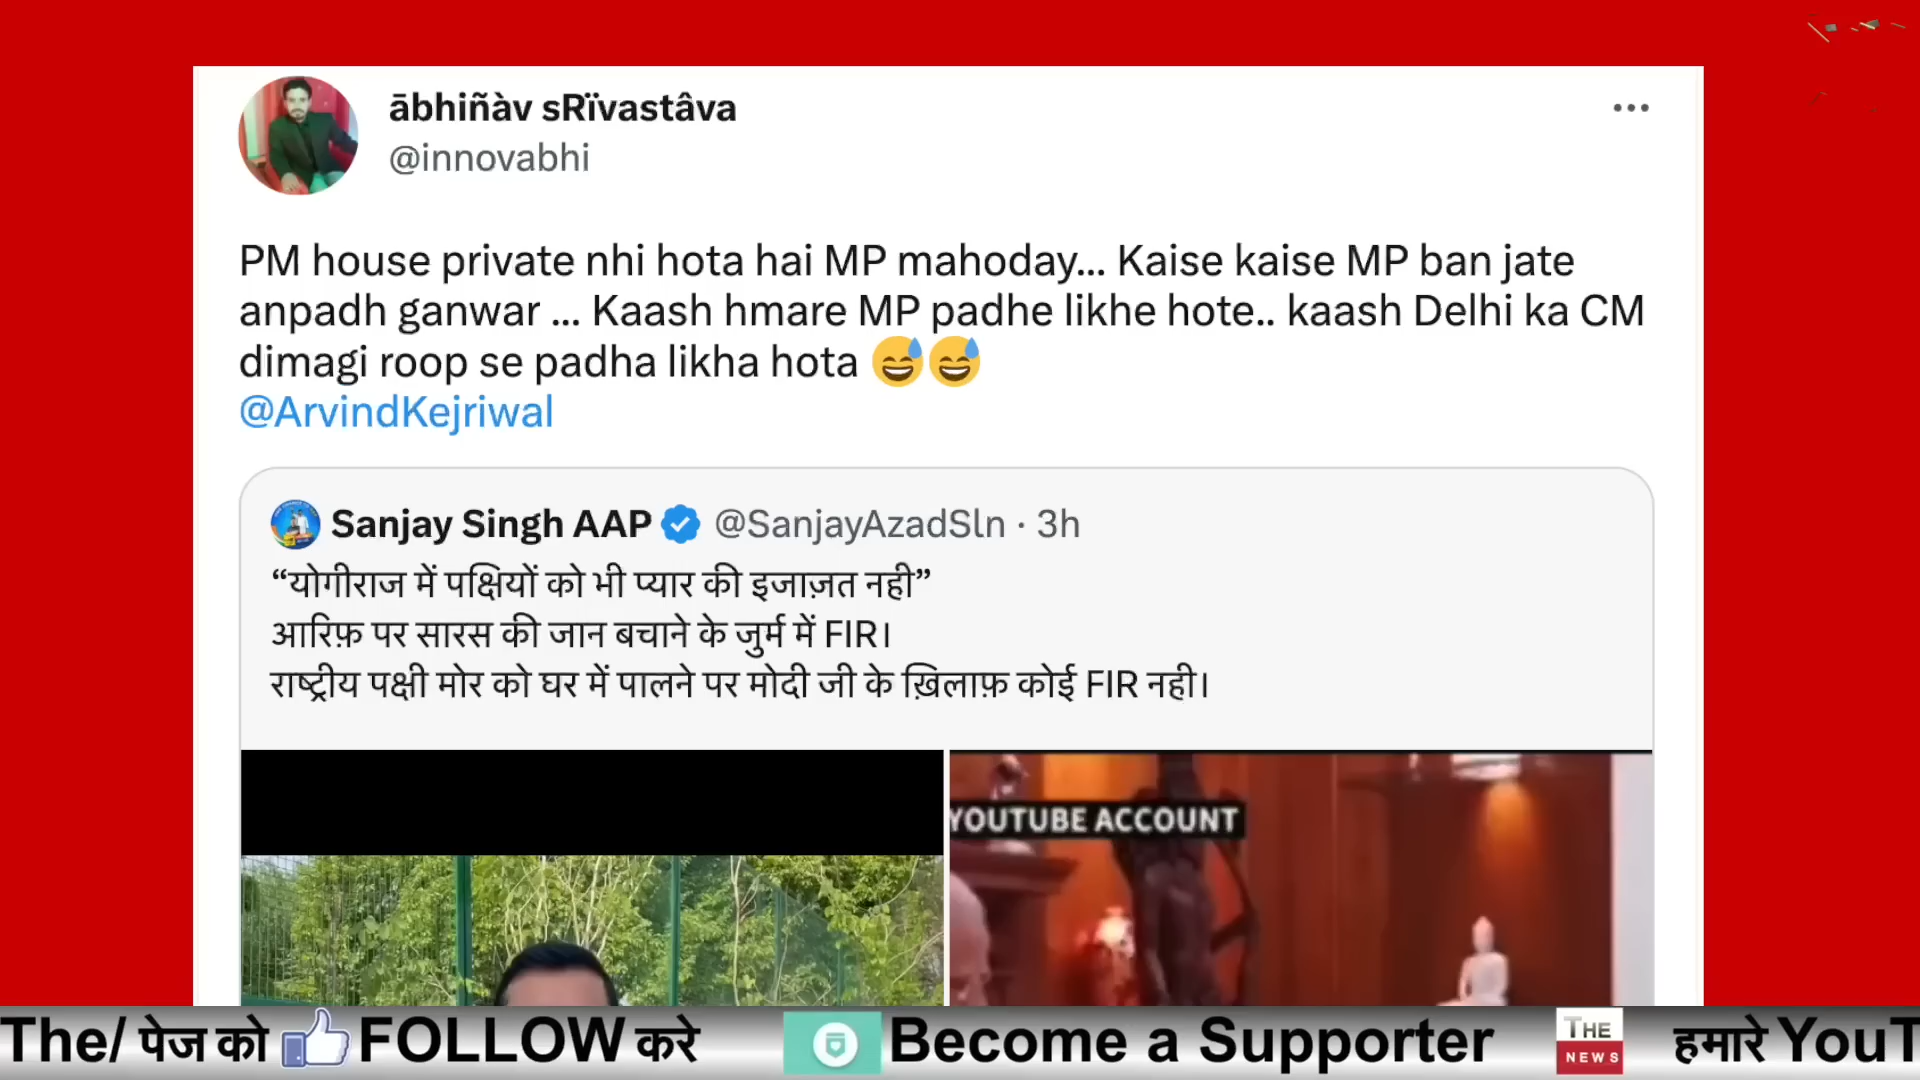 ābhiñàv sRïvastâva
@innovabhi
PM house private nhi hota hai MP mahoday... Kaise kaise MP ban jate
anpadh ganwar ... Kaash hmare MP padhe likhe hote.. kaash Delhi ka CM
dimagi roop se padha likha hota 😅😅
@ArvindKejriwal
Sanjay Singh AAP @SanjayAzadSln · 3h
“योगीराज में पक्षियों को भी प्यार की इजाज़त नही”
आरिफ़ पर सारस की जान बचाने के जुर्म में FIR।
राष्ट्रीय पक्षी मोर को घर में पालने पर मोदी जी के ख़िलाफ़ कोई FIR नही।
YOUTUBE ACCOUNT
The/ पेज को FOLLOW करे Become a Supporter THE NEWS हमारे YouT